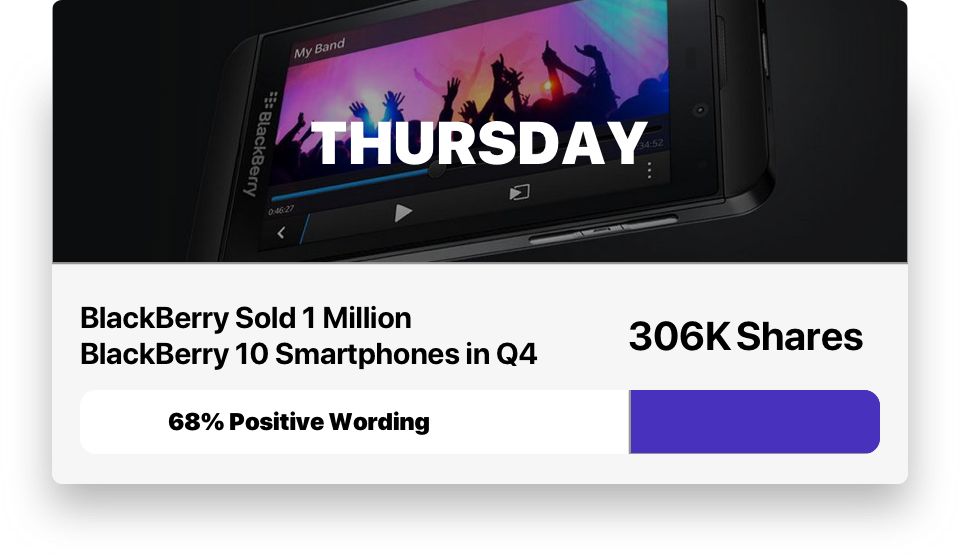 My Band
BlackBerry
THURSDAY
34:52
0:46:27
BlackBerry Sold 1 Million
BlackBerry 10 Smartphones in Q4
306K Shares
68% Positive Wording